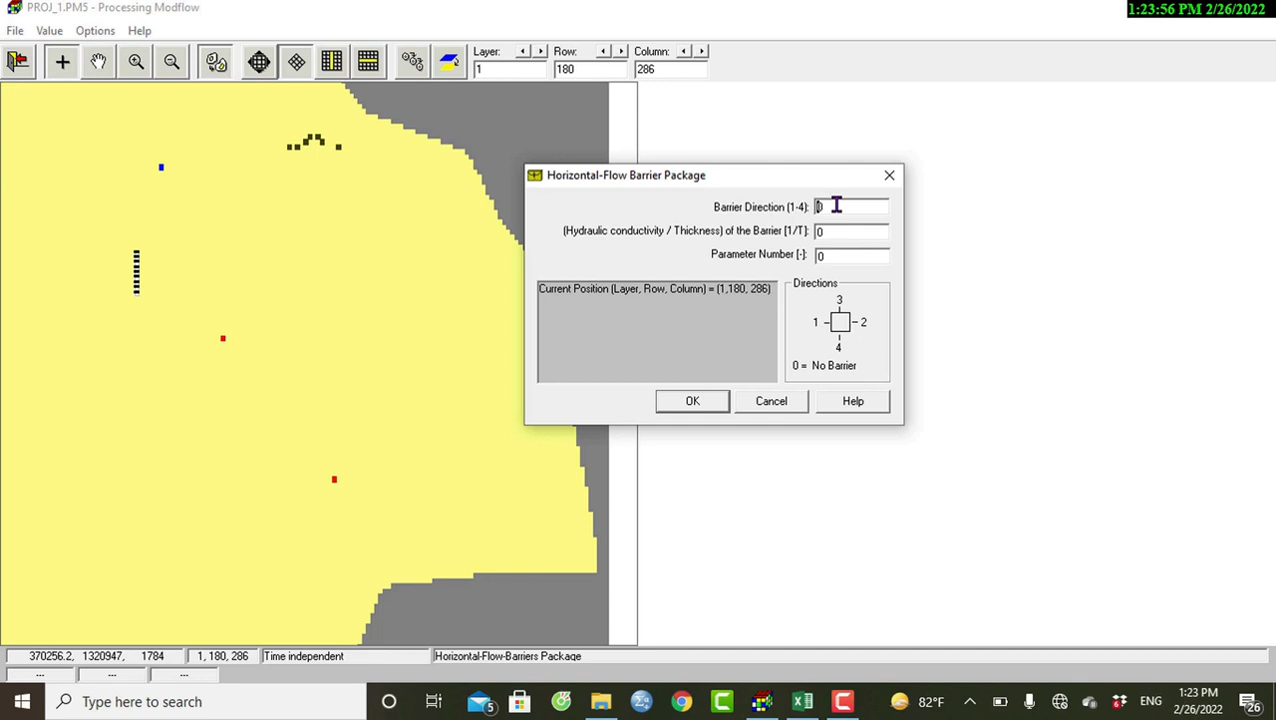 PROJ_1.PM5 - Processing Modflow
1:23:56 PM 2/26/2022
File Value Options Help
Layer: Row: Column:
1 180 286
Horizontal-Flow Barrier Package
Barrier Direction (1-4): 0
(Hydraulic conductivity / Thickness) of the Barrier [1/T]: 0
Parameter Number [-]: 0
Current Position (Layer, Row, Column) = (1,180, 286)
Directions
3
1 2
4
0 = No Barrier
OK Cancel Help
370256.2, 1320947, 1784 1, 180, 286 Time independent Horizontal-Flow-Barriers Package
... ... ...
Type here to search
5
82°F
ENG
1:23 PM
2/26/2022
26